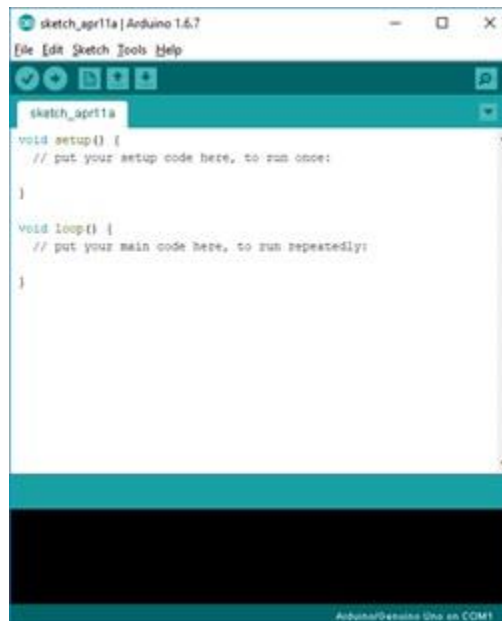 sketch_apr11a | Arduino 1.6.7
File Edit Sketch Tools Help
sketch_apr11a
void setup() {
// put your setup code here, to run once:
}
void loop() {
// put your main code here, to run repeatedly:
}
Arduino/Genuino Uno on COM1